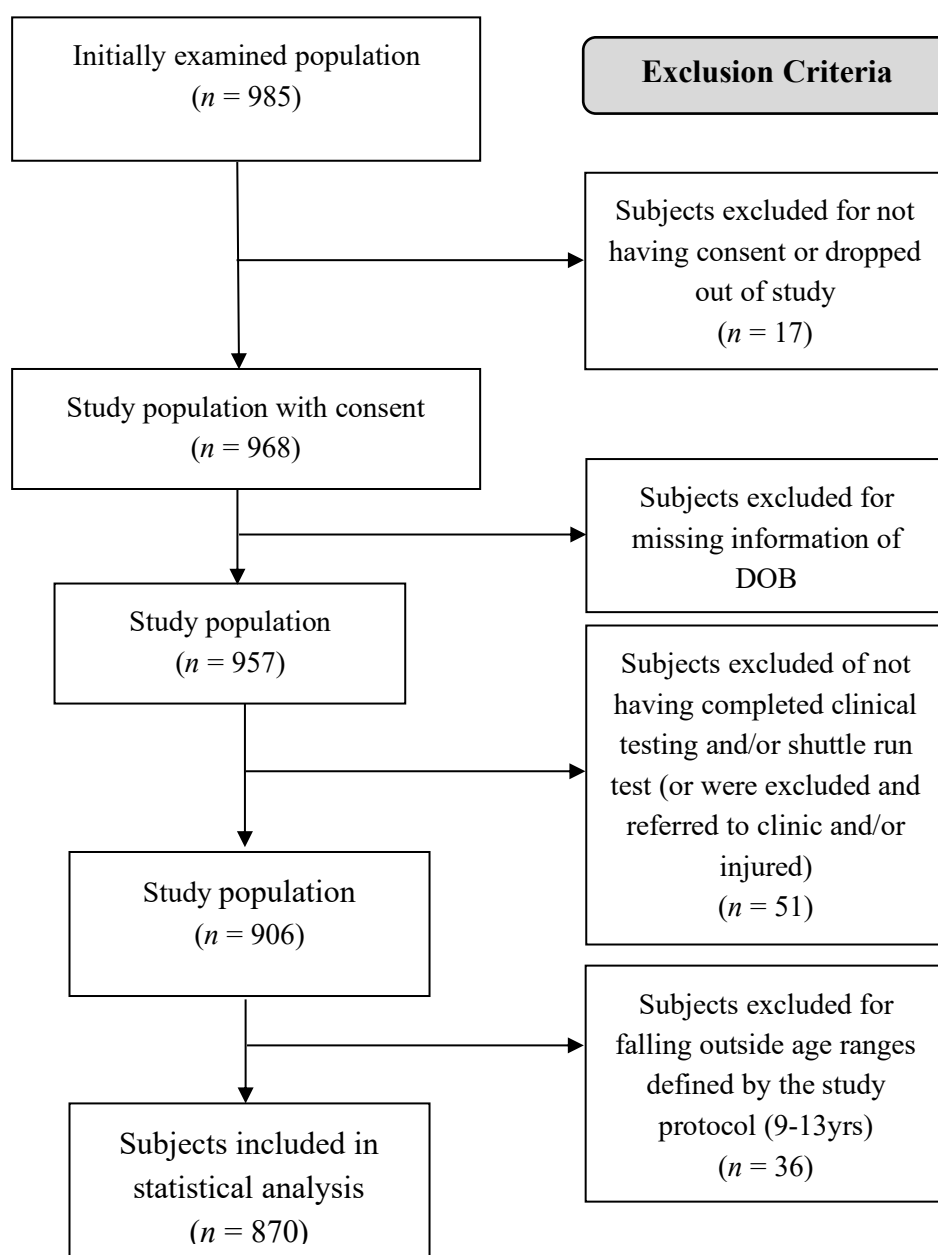 Initially examined population
(n = 985)
Exclusion Criteria
Subjects excluded for not
having consent or dropped
out of study
(n = 17)
Study population with consent
(n = 968)
Subjects excluded for
missing information of
DOB
Study population
(n = 957)
Subjects excluded of not
having completed clinical
testing and/or shuttle run
test (or were excluded and
referred to clinic and/or
injured)
(n = 51)
Study population
(n = 906)
Subjects excluded for
falling outside age ranges
defined by the study
protocol (9-13yrs)
(n = 36)
Subjects included in
statistical analysis
(n = 870)